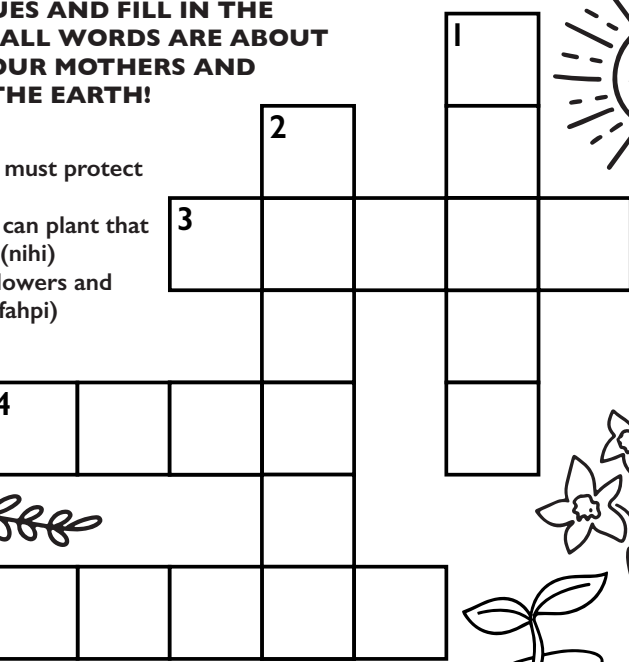 UES AND FILL IN THE
ALL WORDS ARE ABOUT
OUR MOTHERS AND
THE EARTH!
1
2
must protect
can plant that
3
(nihi)
lowers and
fahpi)
4